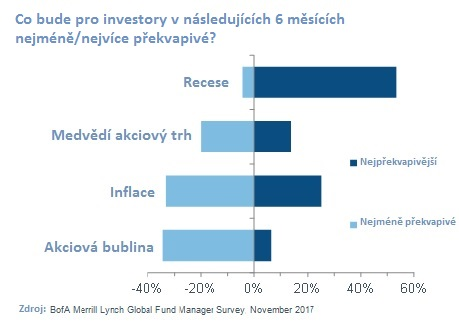 Co bude pro investory v následujících 6 měsících
nejméně/nejvíce překvapivé?
Recese
Medvědí akciový trh
Nejpřekvapivější
Inflace
Nejméně překvapivé
Akciová bublina
-40% -20% 0% 20% 40% 60%
Zdroj: BofA Merrill Lynch Global Fund Manager Survey November 2017